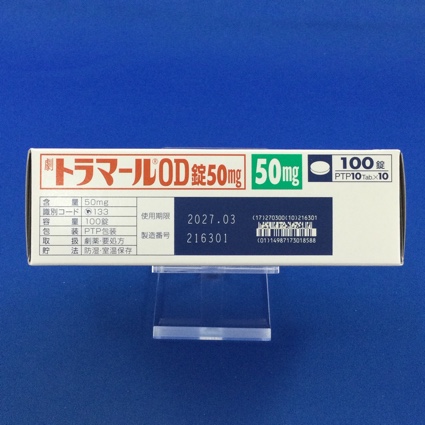 劇 トラマール®OD錠50mg
50mg
100錠
PTP10Tab×10
含量 50mg
識別コード 133
容量 100錠
包装 PTP包装
取扱 劇薬・要処方
貯法 防湿・室温保存
使用期限 2027.03
製造番号 216301
(17)270300(10)216301
(01)14987173018588